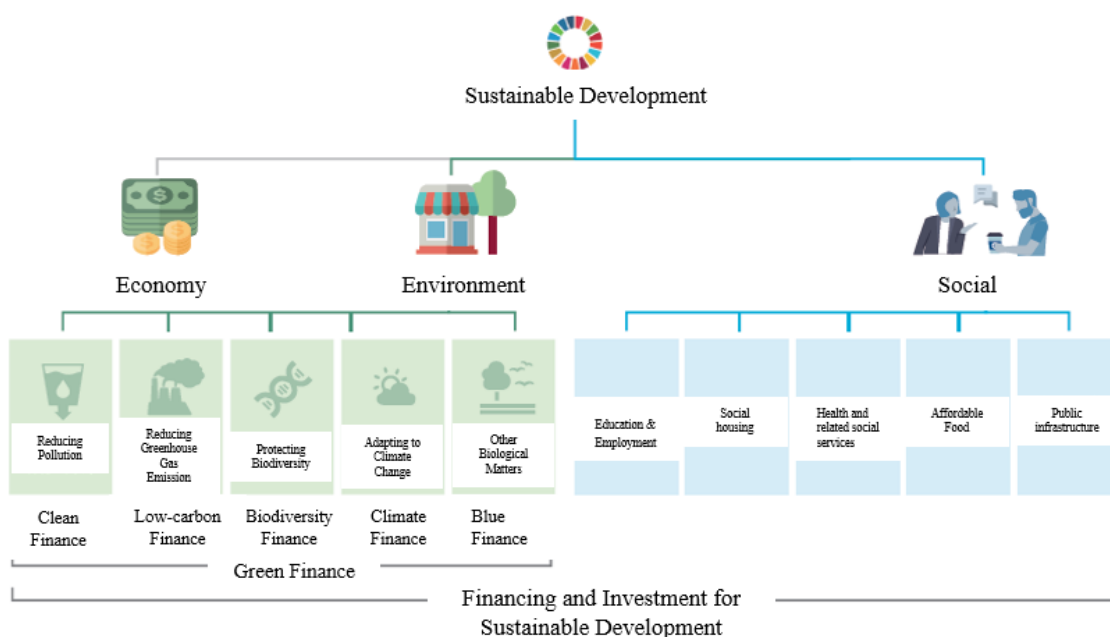 Sustainable Development
Economy
Environment
Social
Reducing
Pollution
Reducing
Greenhouse
Gas
Emission
Protecting
Biodiversity
Adapting to
Climate
Change
Other
Biological
Matters
Education &
Employment
Social
housing
Health and
related social
services
Affordable
Food
Public
infrastructure
Clean
Finance
Low-carbon
Finance
Biodiversity
Finance
Climate
Finance
Blue
Finance
Green Finance
Financing and Investment for
Sustainable Development